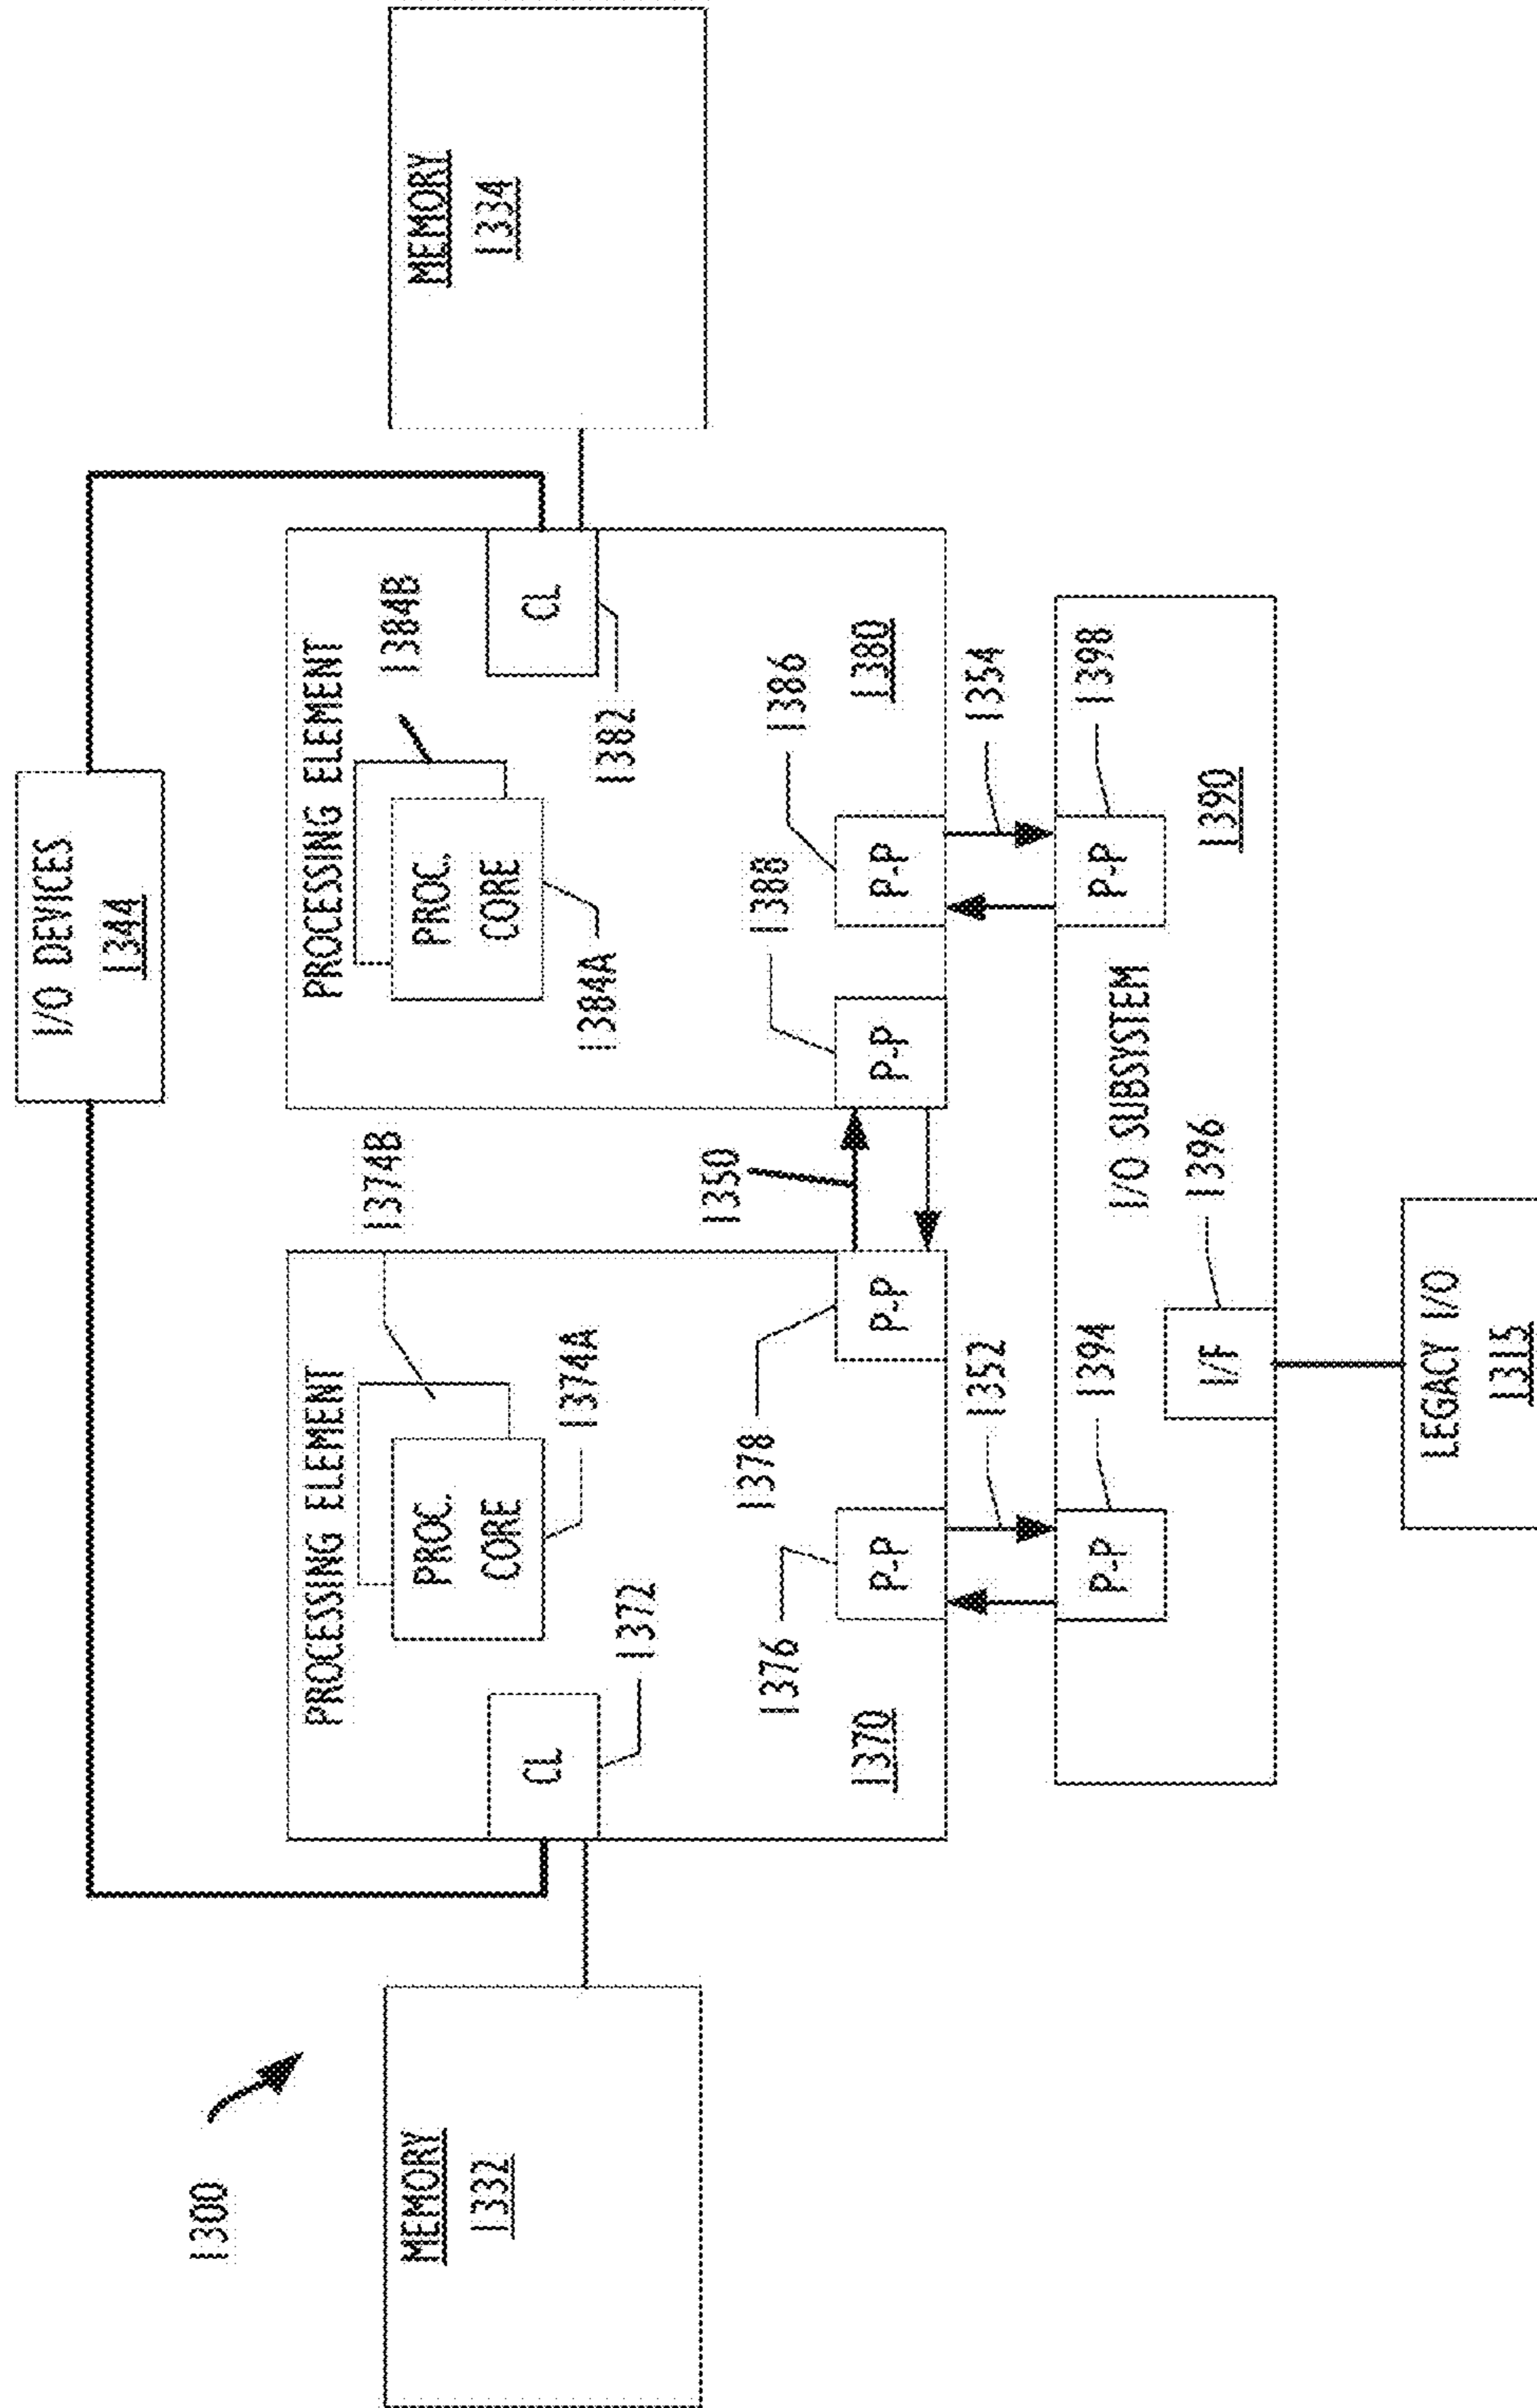 1300
I/O DEVICES
1344
MEMORY
1332
PROCESSING ELEMENT
1374B
PROC.
CORE
1374A
CL
1372
1376
1378
P-P
P-P
1370
1350
PROCESSING ELEMENT
1384B
PROC.
CORE
1384A
CL
1382
1388
1386
P-P
P-P
1380
MEMORY
1334
1352
1354
1394
1398
P-P
P-P
I/O SUBSYSTEM
1390
1396
I/F
LEGACY I/O
1315